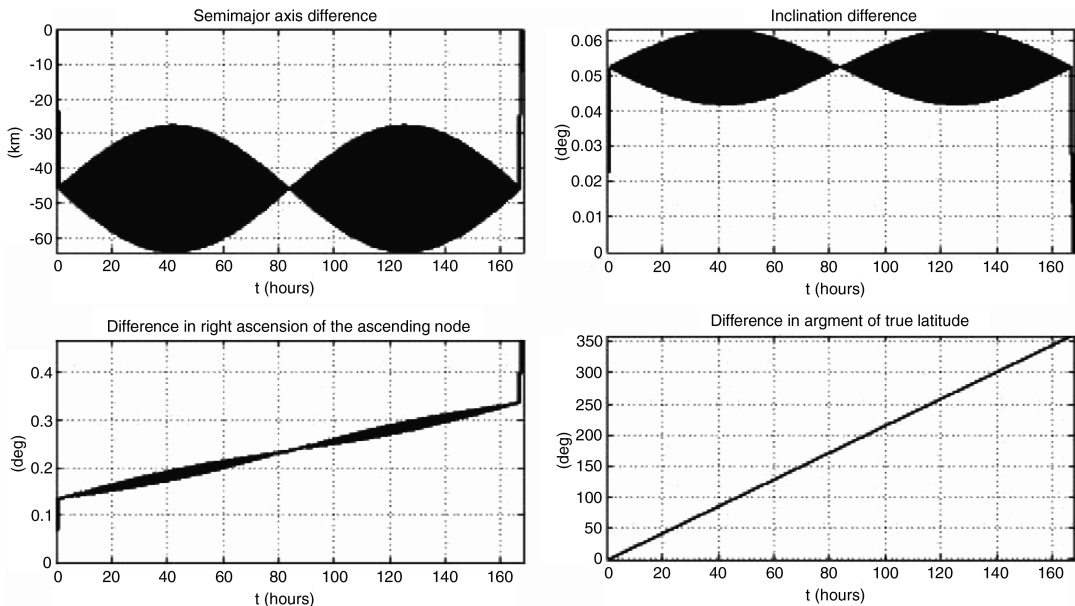 Semimajor axis difference
0
-10
-20
-30
-40
-50
-60
(km)
0 20 40 60 80 100 120 140 160
t (hours)
Inclination difference
0.06
0.05
0.04
0.03
0.02
0.01
0
(deg)
0 20 40 60 80 100 120 140 160
t (hours)
Difference in right ascension of the ascending node
0.4
0.3
0.2
0.1
0
(deg)
0 20 40 60 80 100 120 140 160
t (hours)
Difference in argment of true latitude
350
300
250
200
150
100
50
0
(deg)
0 20 40 60 80 100 120 140 160
t (hours)